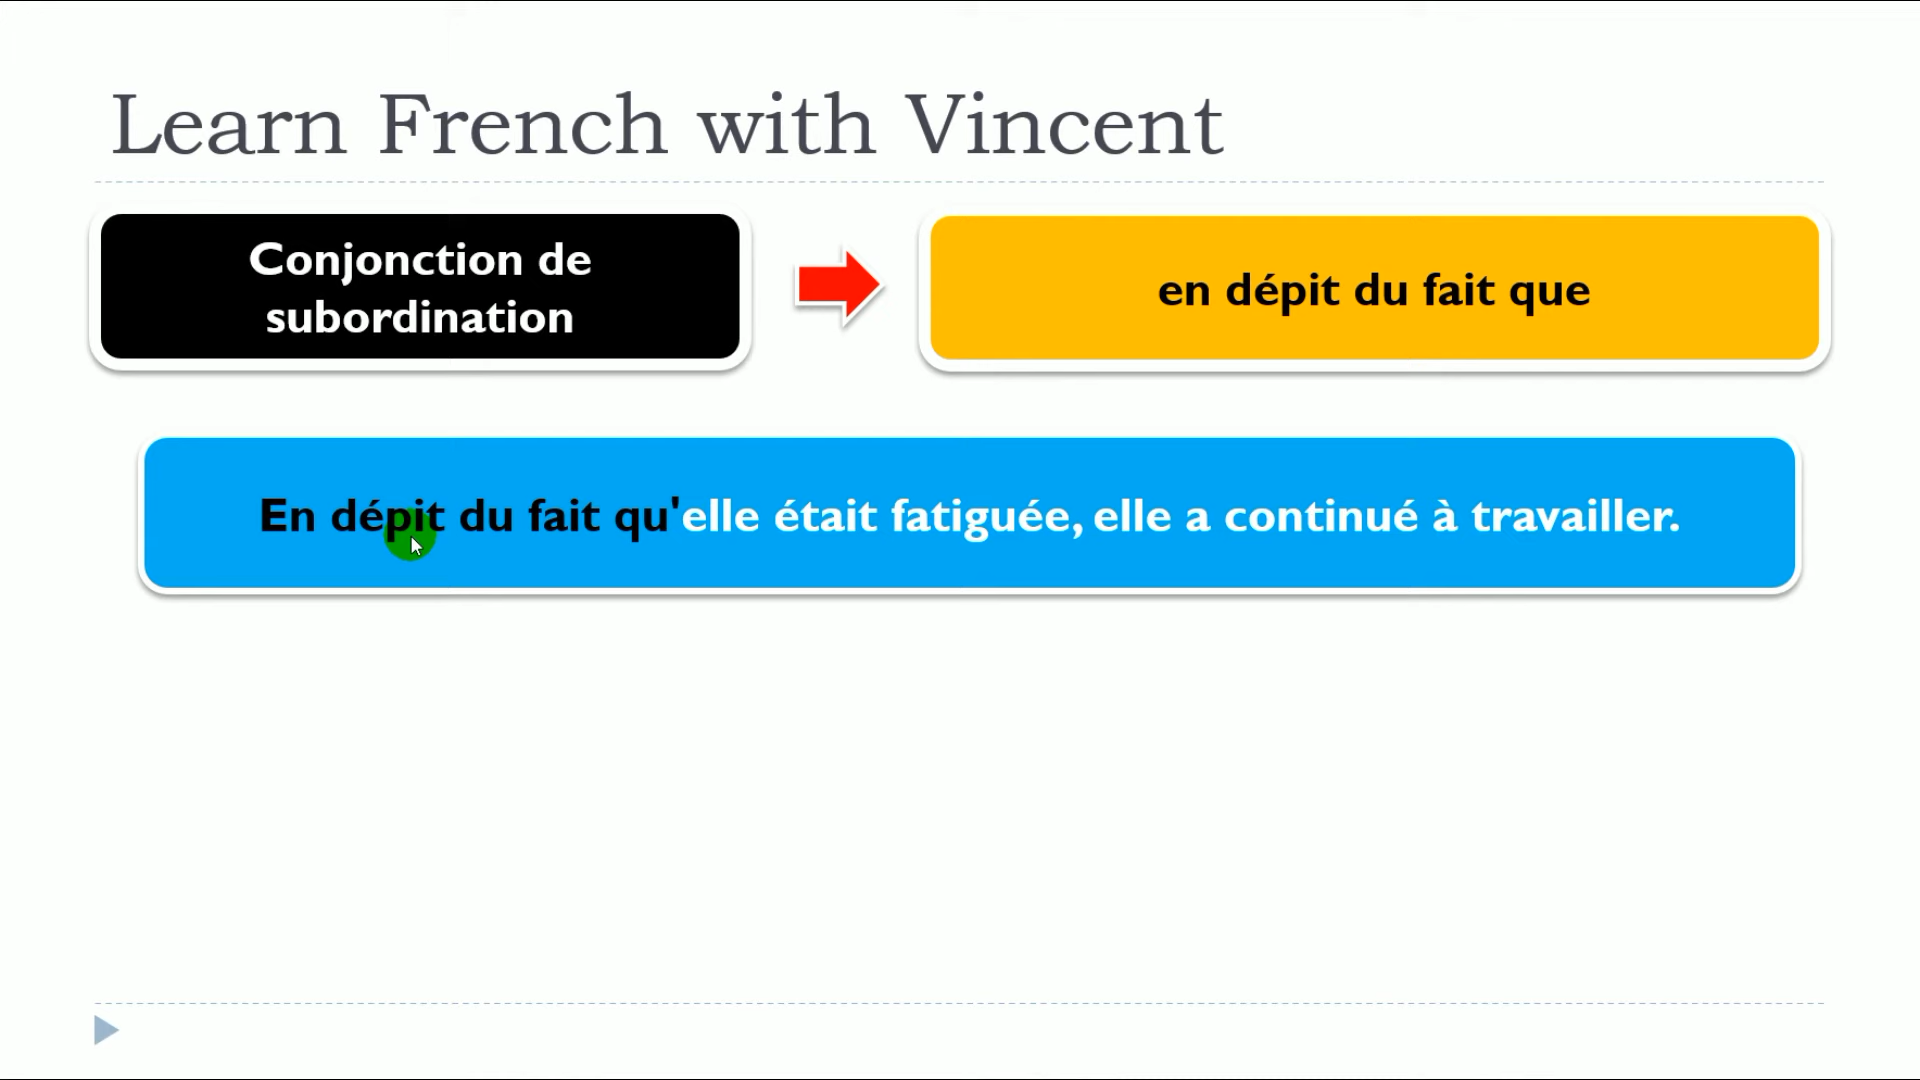 Learn French with Vincent
Conjonction de
subordination
en dépit du fait que
En dépit du fait qu'elle était fatiguée, elle a continué à travailler.